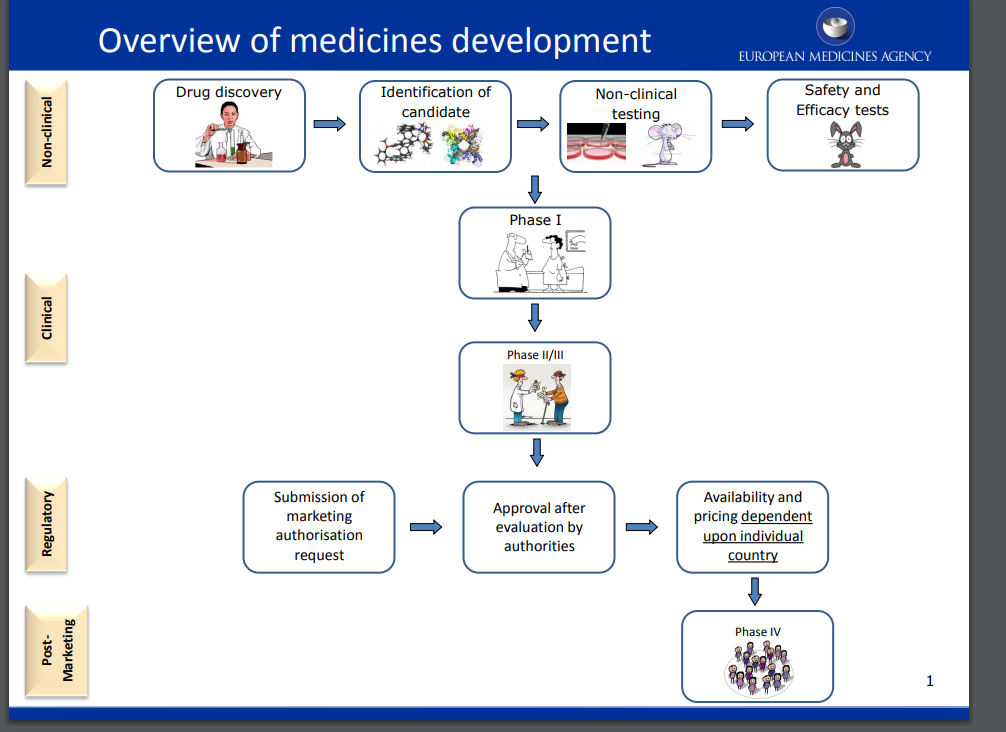 Overview of medicines development
EUROPEAN MEDICINES AGENCY
Non-clinical
Drug discovery
Identification of
candidate
Non-clinical
testing
Safety and
Efficacy tests
Clinical
Phase I
Phase II/III
Regulatory
Submission of
marketing
authorisation
request
Approval after
evaluation by
authorities
Availability and
pricing dependent
upon individual
country
Post-
Marketing
Phase IV
1